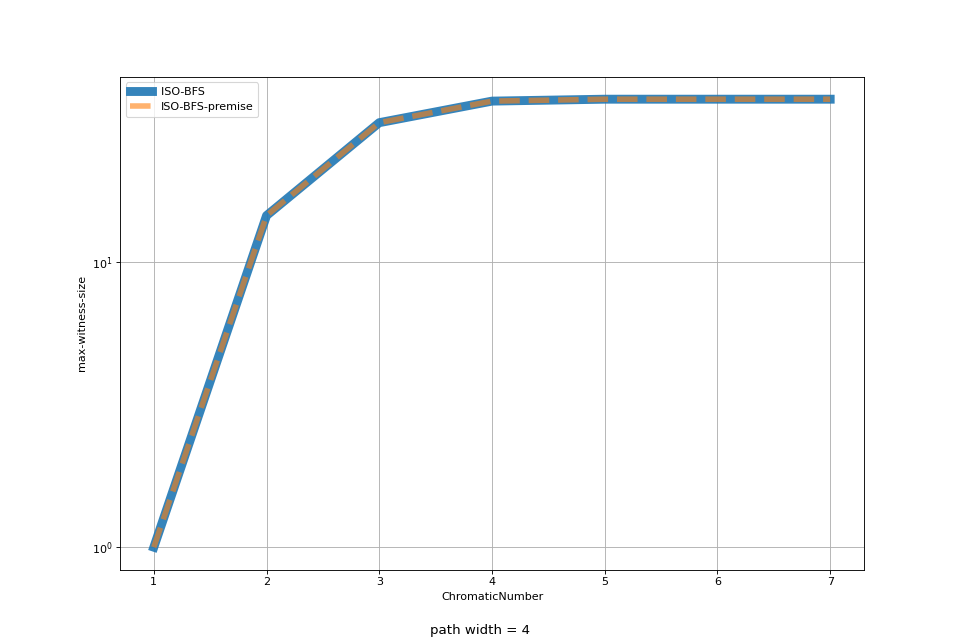 ISO-BFS
ISO-BFS-premise
max-witness-size
10¹
10⁰
1 2 3 4 5 6 7
ChromaticNumber
path width = 4